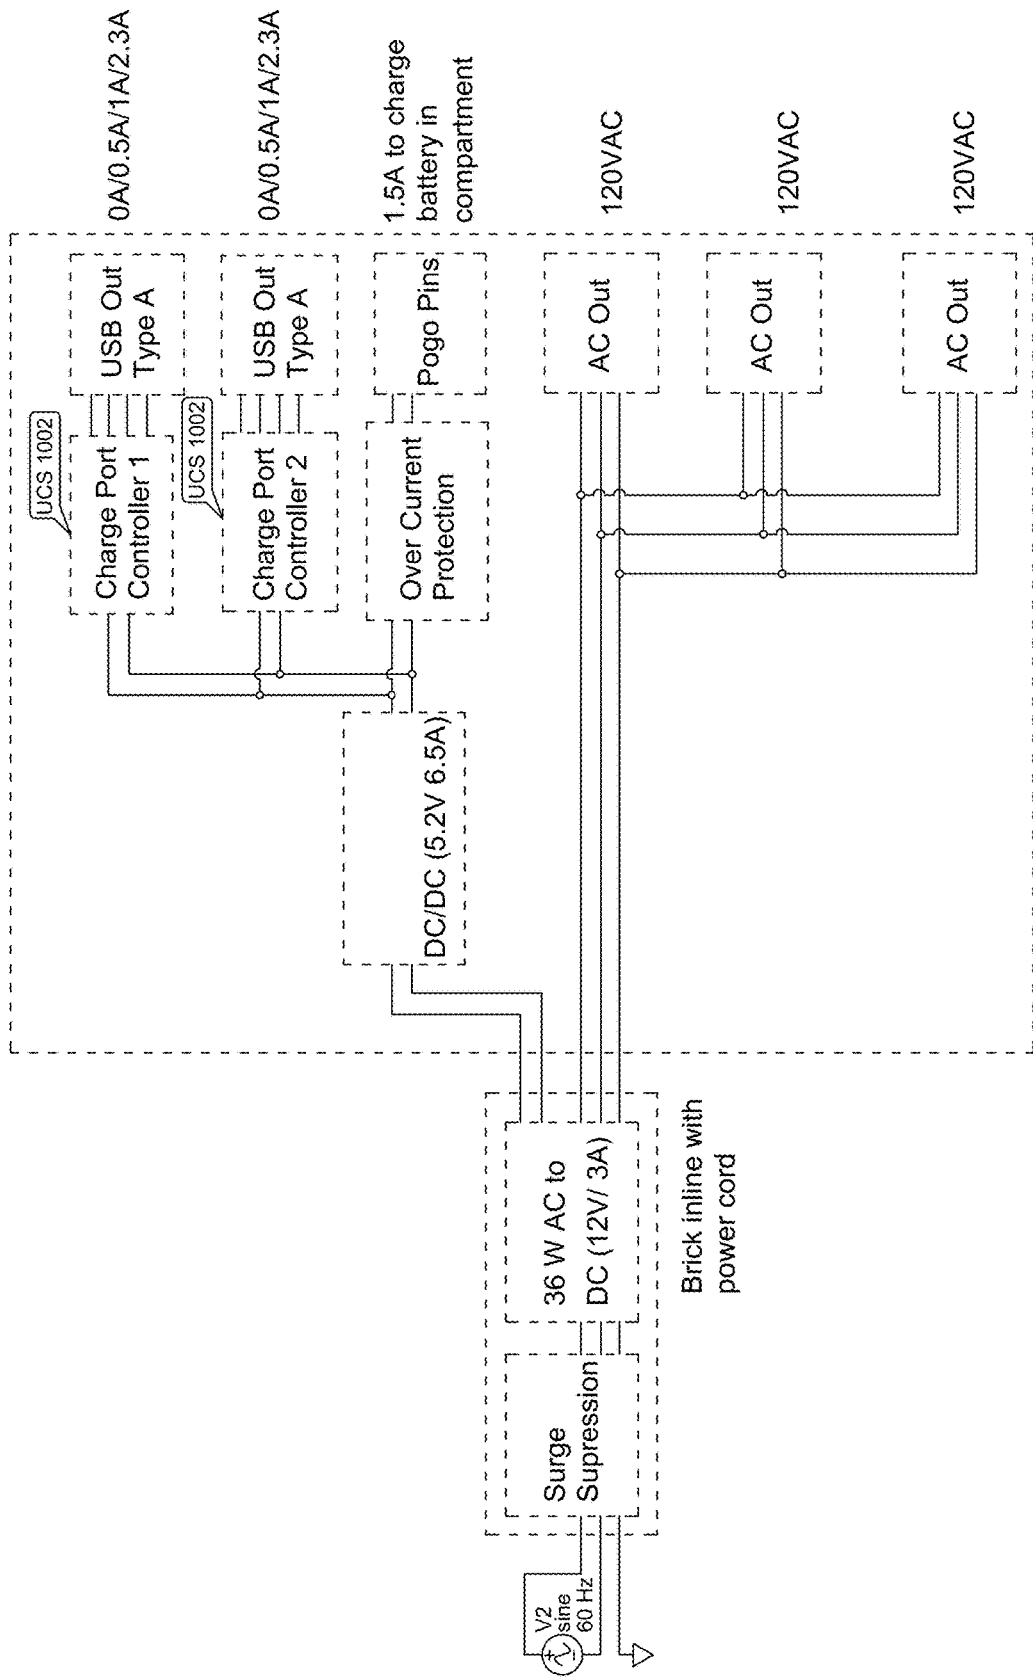 V2
sine
60 Hz
Surge
Supression
36 W AC to
DC (12V/ 3A)
Brick inline with
power cord
DC/DC (5.2V 6.5A)
UCS 1002
Charge Port
Controller 1
USB Out
Type A
0A/0.5A/1A/2.3A
UCS 1002
Charge Port
Controller 2
USB Out
Type A
0A/0.5A/1A/2.3A
Over Current
Protection
Pogo Pins
1.5A to charge
battery in
compartment
AC Out
120VAC
AC Out
120VAC
AC Out
120VAC